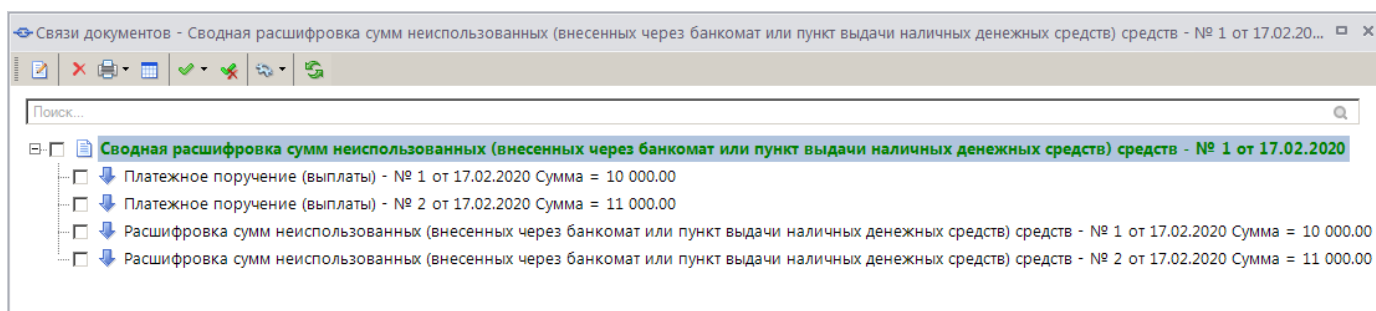 Связи документов - Сводная расшифровка сумм неиспользованных (внесенных через банкомат или пункт выдачи наличных денежных средств) средств - № 1 от 17.02.20...
Поиск...
Сводная расшифровка сумм неиспользованных (внесенных через банкомат или пункт выдачи наличных денежных средств) средств - № 1 от 17.02.2020
Платежное поручение (выплаты) - № 1 от 17.02.2020 Сумма = 10 000.00
Платежное поручение (выплаты) - № 2 от 17.02.2020 Сумма = 11 000.00
Расшифровка сумм неиспользованных (внесенных через банкомат или пункт выдачи наличных денежных средств) средств - № 1 от 17.02.2020 Сумма = 10 000.00
Расшифровка сумм неиспользованных (внесенных через банкомат или пункт выдачи наличных денежных средств) средств - № 2 от 17.02.2020 Сумма = 11 000.00